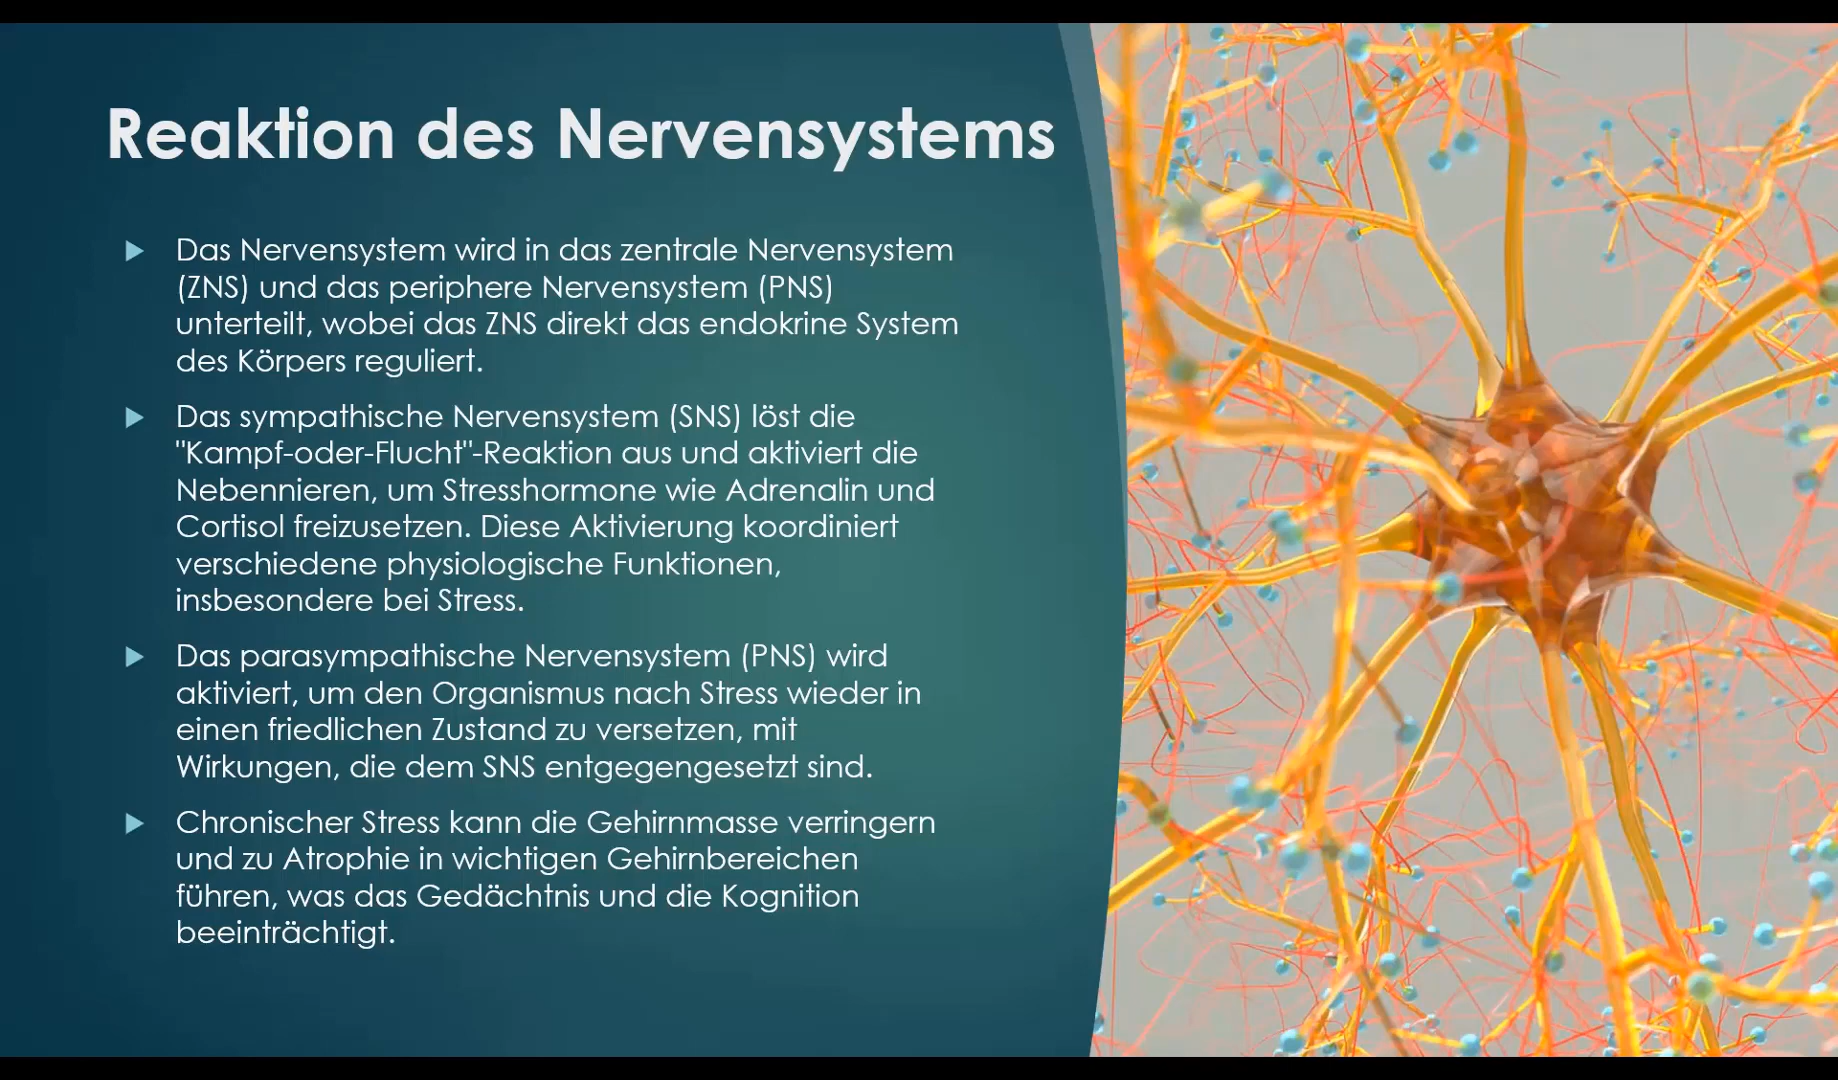 Reaktion des Nervensystems
Das Nervensystem wird in das zentrale Nervensystem
(ZNS) und das periphere Nervensystem (PNS)
unterteilt, wobei das ZNS direkt das endokrine System
des Körpers reguliert.
Das sympathische Nervensystem (SNS) löst die
"Kampf-oder-Flucht"-Reaktion aus und aktiviert die
Nebennieren, um Stresshormone wie Adrenalin und
Cortisol freizusetzen. Diese Aktivierung koordiniert
verschiedene physiologische Funktionen,
insbesondere bei Stress.
Das parasympathische Nervensystem (PNS) wird
aktiviert, um den Organismus nach Stress wieder in
einen friedlichen Zustand zu versetzen, mit
Wirkungen, die dem SNS entgegengesetzt sind.
Chronischer Stress kann die Gehirnmasse verringern
und zu Atrophie in wichtigen Gehirnbereichen
führen, was das Gedächtnis und die Kognition
beeinträchtigt.